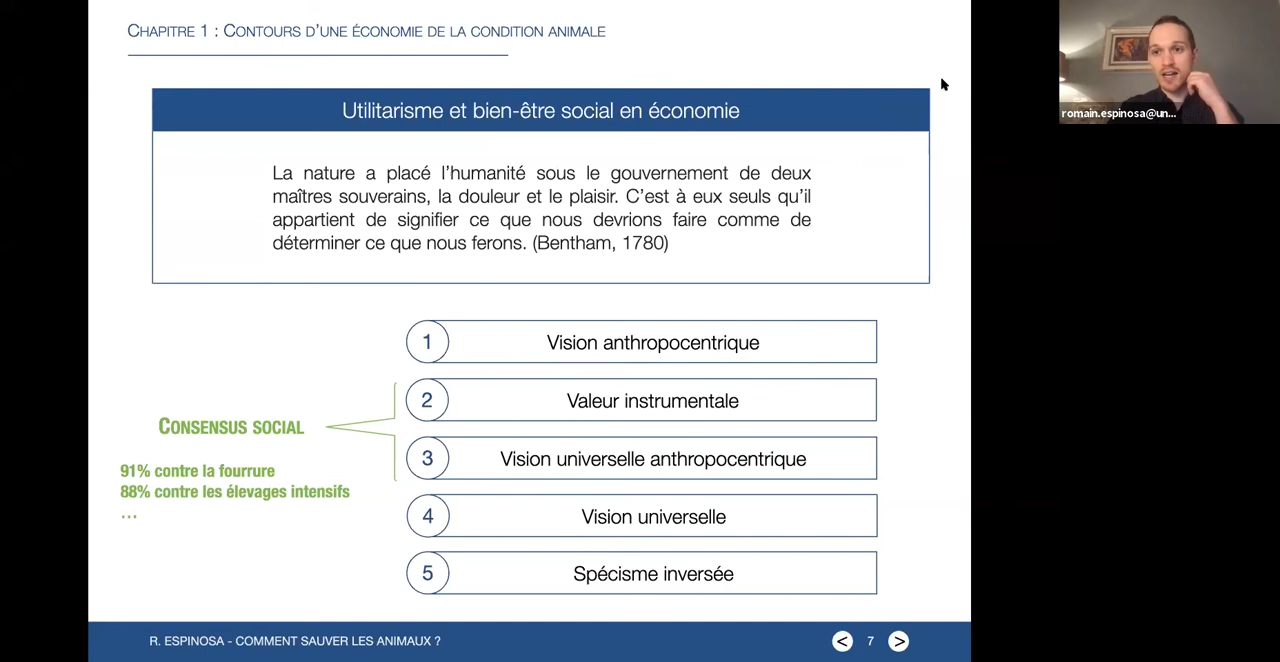 CHAPITRE 1 : CONTOURS D'UNE ÉCONOMIE DE LA CONDITION ANIMALE
Utilitarisme et bien-être social en économie
La nature a placé l'humanité sous le gouvernement de deux
maîtres souverains, la douleur et le plaisir. C'est à eux seuls qu'il
appartient de signifier ce que nous devrions faire comme de
déterminer ce que nous ferons. (Bentham, 1780)
1 Vision anthropocentrique
2 Valeur instrumentale
3 Vision universelle anthropocentrique
4 Vision universelle
5 Spécisme inversée
CONSENSUS SOCIAL
91% contre la fourrure
88% contre les élevages intensifs
...
R. ESPINOSA - COMMENT SAUVER LES ANIMAUX ?
< 7 >
romain.espinosa@un...